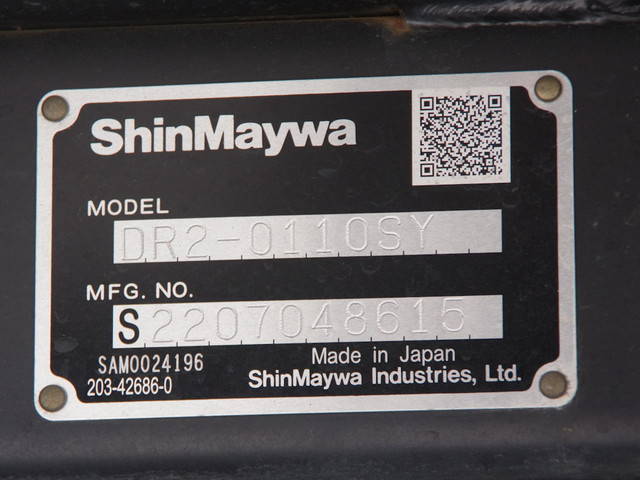 ShinMaywa
MODEL
DR2-0110SY
MFG. NO.
S2207048615
SAM0024196
203-42686-0
Made in Japan
ShinMaywa Industries, Ltd.